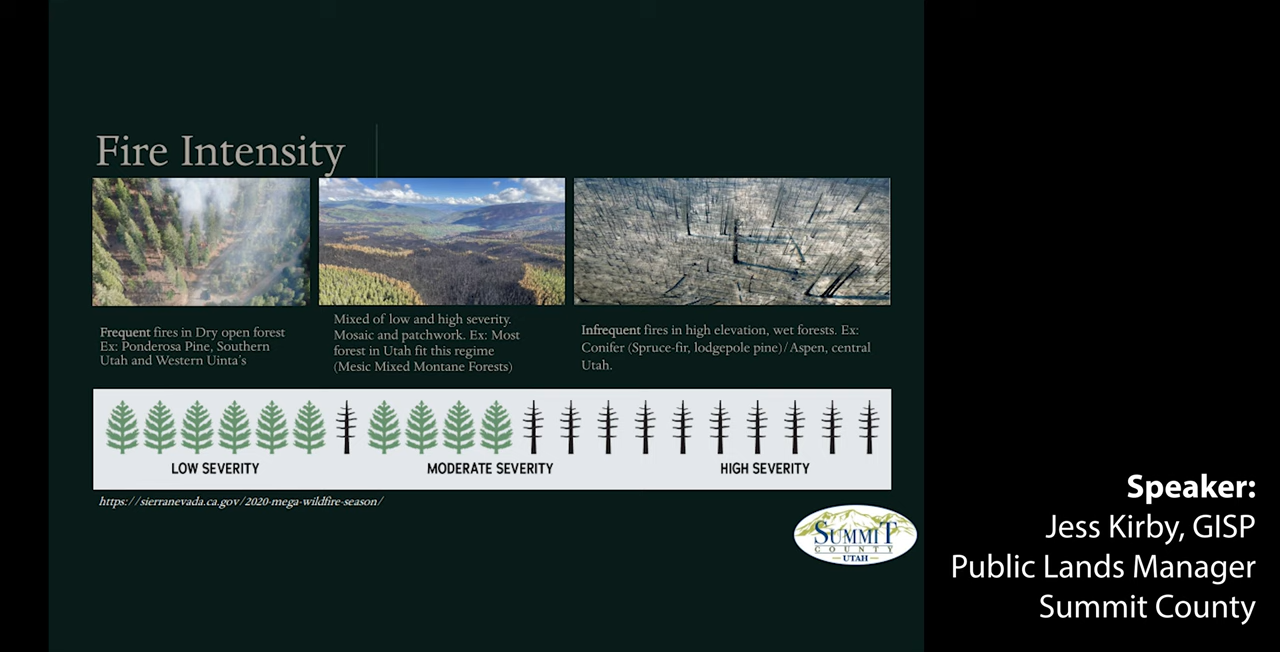 Fire Intensity
Frequent fires in Dry open forest
Ex: Ponderosa Pine, Southern
Utah and Western Uinta's
Mixed of low and high severity.
Mosaic and patchwork. Ex: Most
forest in Utah fit this regime
(Mesic Mixed Montane Forests)
Infrequent fires in high elevation, wet forests. Ex:
Conifer (Spruce-fir, lodgepole pine)/Aspen, central
Utah.
LOW SEVERITY
MODERATE SEVERITY
HIGH SEVERITY
https://sierranevada.ca.gov/2020-mega-wildfire-season/
SUMMIT
COUNTY
UTAH
Speaker:
Jess Kirby, GISP
Public Lands Manager
Summit County